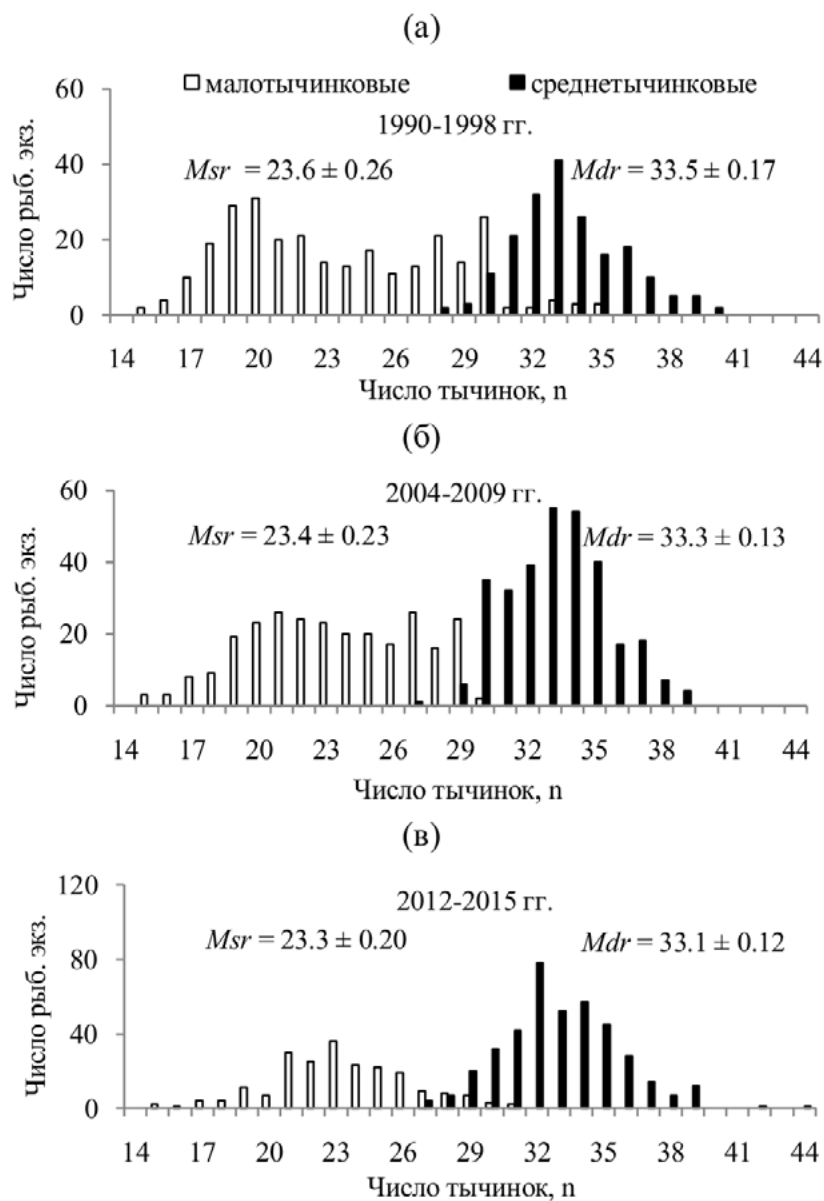 (а)
малотычинковые среднетычинковые
1990-1998 гг.
Msr = 23.6 ± 0.26 Mdr = 33.5 ± 0.17
Число рыб. экз.
60
40
20
0
14 17 20 23 26 29 32 35 38 41 44
Число тычинок, n
(б)
2004-2009 гг.
Msr = 23.4 ± 0.23 Mdr = 33.3 ± 0.13
Число рыб. экз.
60
40
20
0
14 17 20 23 26 29 32 35 38 41 44
Число тычинок, n
(в)
2012-2015 гг.
Msr = 23.3 ± 0.20 Mdr = 33.1 ± 0.12
Число рыб. экз.
120
80
40
0
14 17 20 23 26 29 32 35 38 41 44
Число тычинок, n